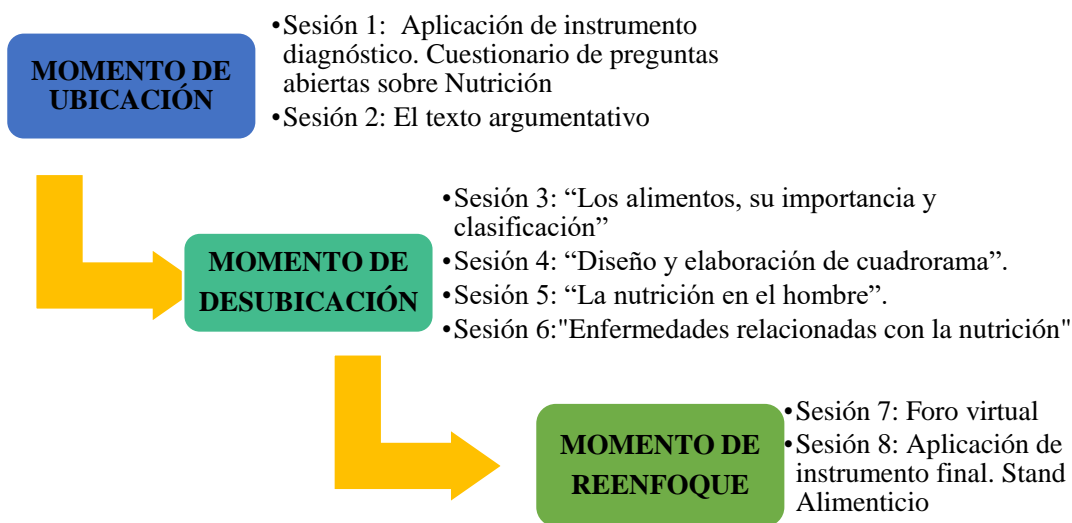 MOMENTO DE
UBICACIÓN
•Sesión 1:  Aplicación de instrumento
diagnóstico. Cuestionario de preguntas
abiertas sobre Nutrición
•Sesión 2: El texto argumentativo
MOMENTO DE
DESUBICACIÓN
•Sesión 3: “Los alimentos, su importancia y
clasificación”
•Sesión 4: “Diseño y elaboración de cuadrorama”.
•Sesión 5: “La nutrición en el hombre”.
•Sesión 6:"Enfermedades relacionadas con la nutrición"
MOMENTO DE
REENFOQUE
•Sesión 7: Foro virtual
•Sesión 8: Aplicación de
instrumento final. Stand
Alimenticio